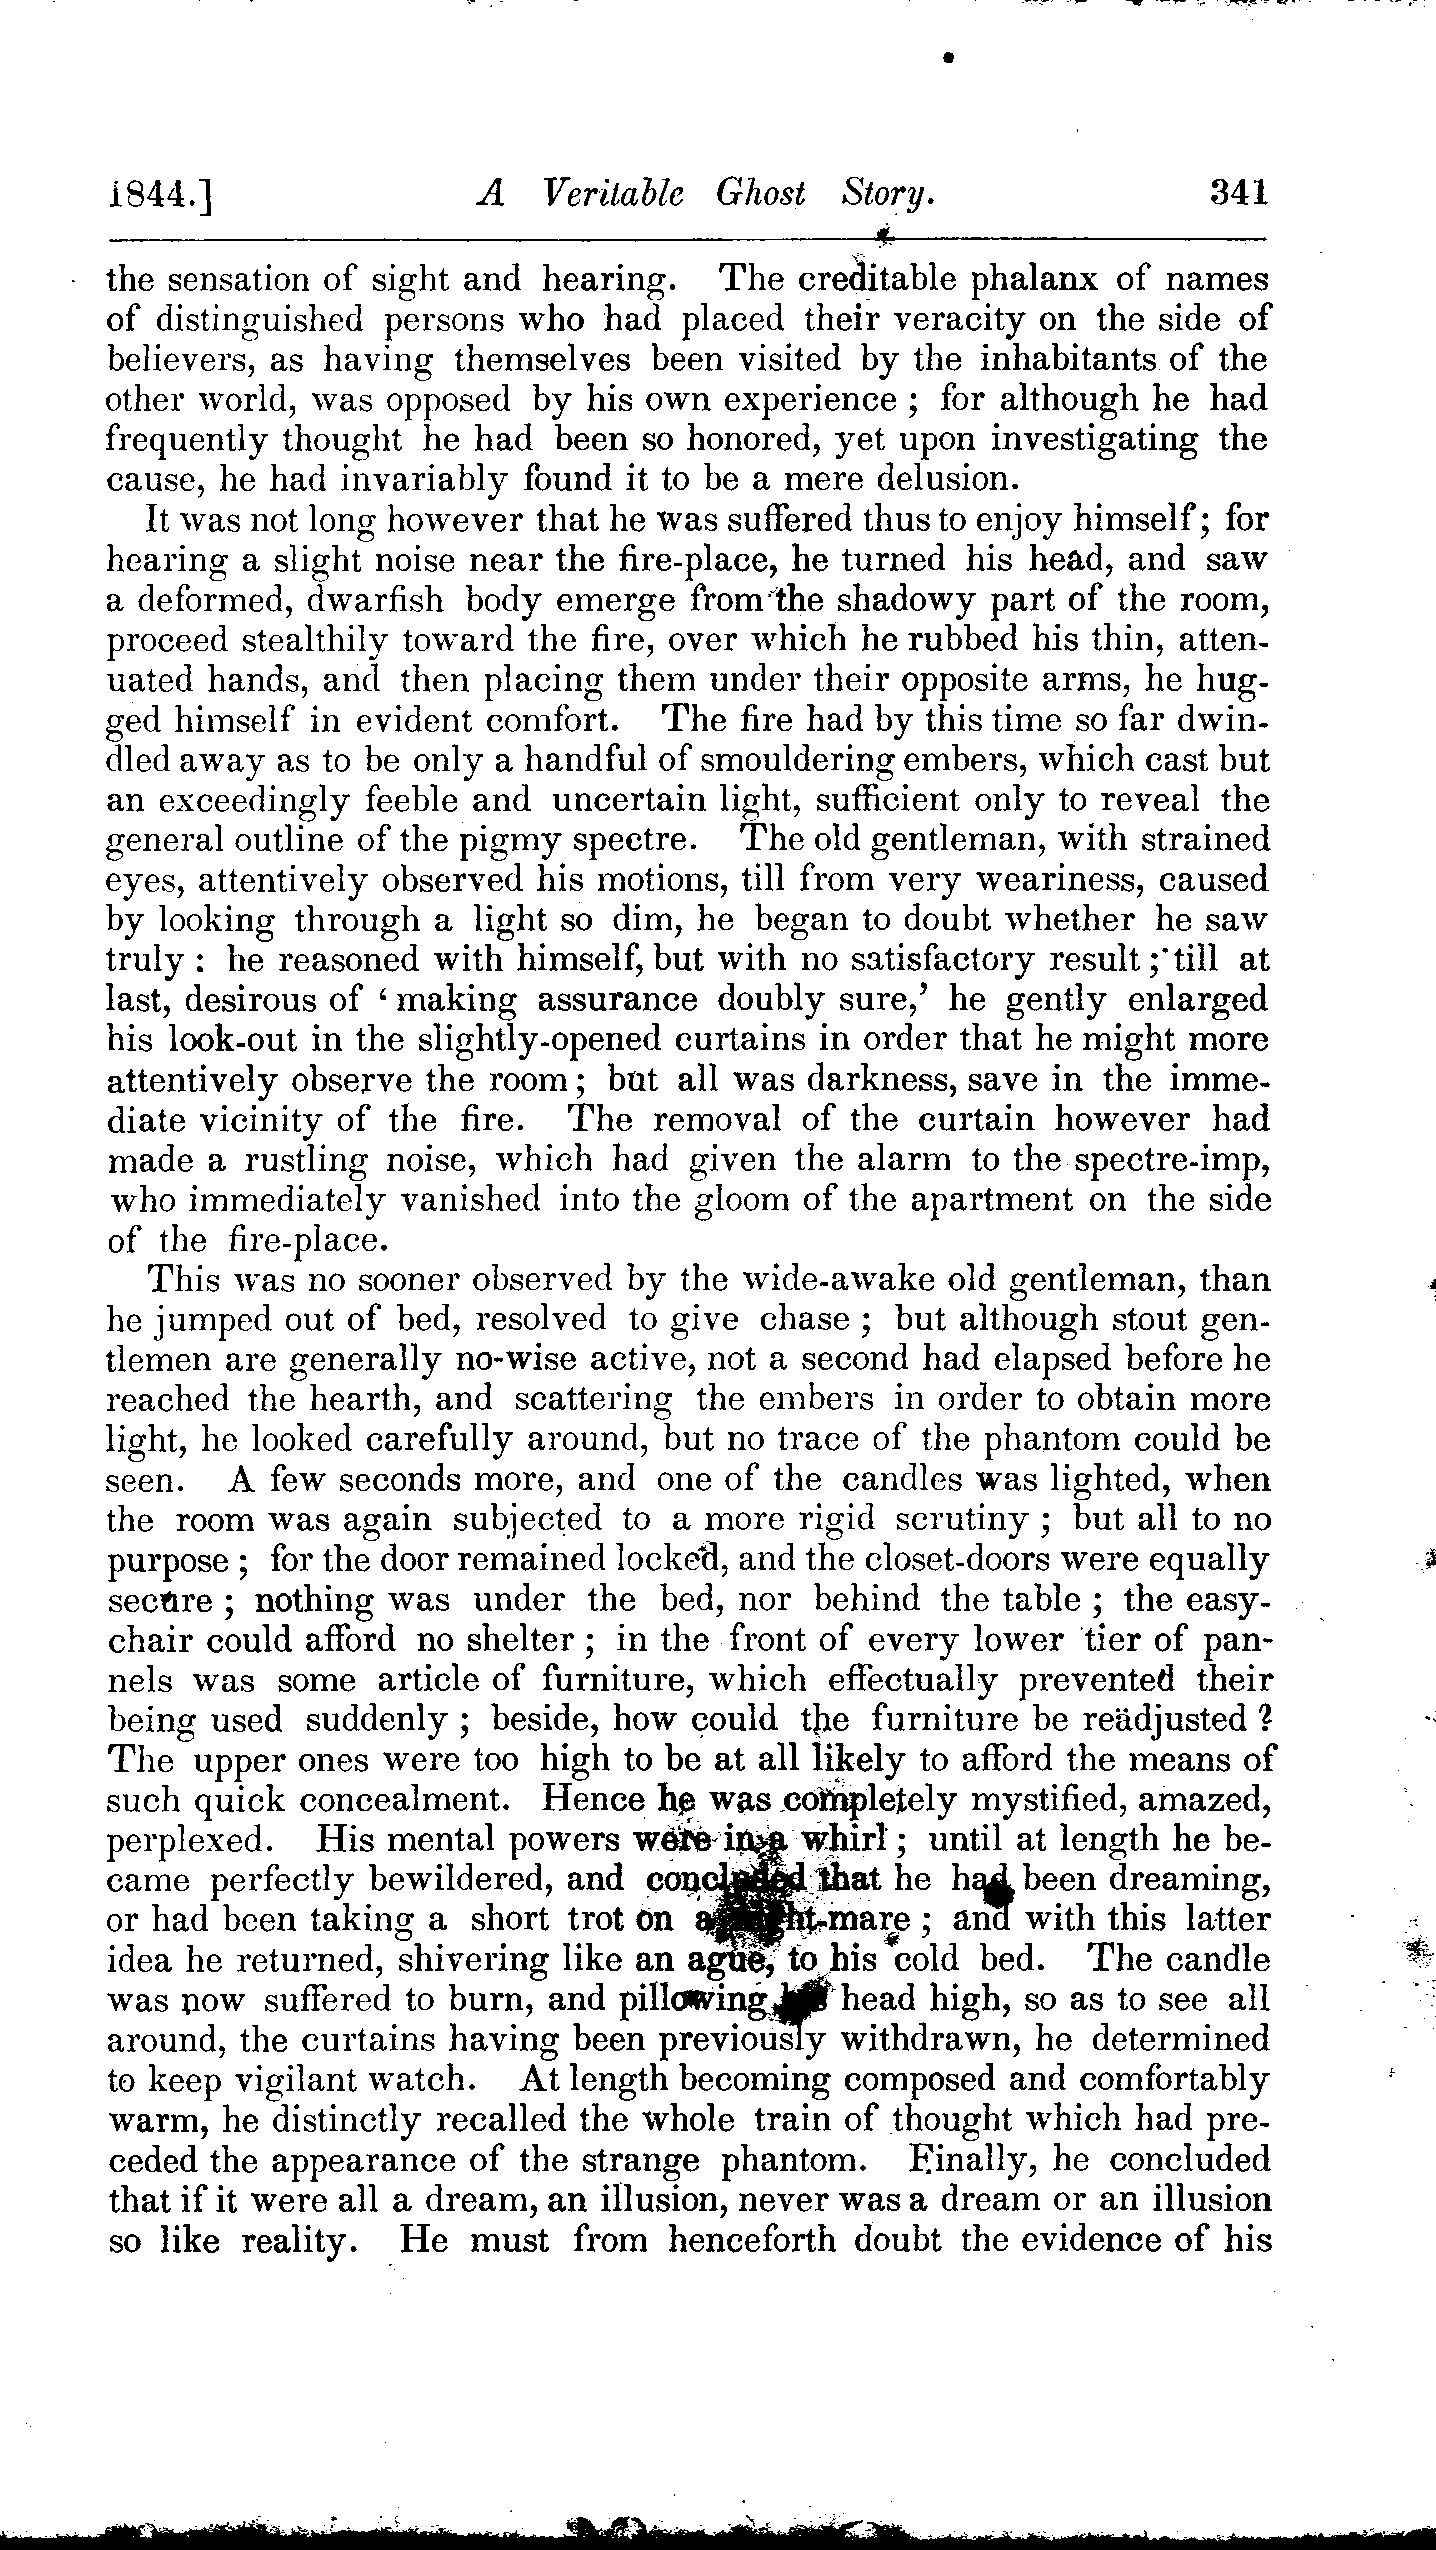 1844.] A Veritable Ghost Story. 341
the sensation of sight and hearing. The creditable phalanx of names
of distinguished persons who had placed their veracity on the side of
believers, as having themselves been visited by the inhabitants of the
other world, was opposed by his own experience ; for although he had
frequently thought he had been so honored, yet upon investigating the
cause, he had invariably found it to be a mere delusion.
It was not long however that he was suffered thus to enjoy himself ; for
hearing a slight noise near the fire-place, he turned his head, and saw
a deformed, dwarfish body emerge from the shadowy part of the room,
proceed stealthily toward the fire, over which he rubbed his thin, atten-
uated hands, and then placing them under their opposite arms, he hug-
ged himself in evident comfort. The fire had by this time so far dwin-
dled away as to be only a handful of smouldering embers, which cast but
an exceedingly feeble and uncertain light, sufficient only to reveal the
general outline of the pigmy spectre. The old gentleman, with strained
eyes, attentively observed his motions, till from very weariness, caused
by looking through a light so dim, he began to doubt whether he saw
truly : he reasoned with himself, but with no satisfactory result ; till at
last, desirous of ‘ making assurance doubly sure,’ he gently enlarged
his look-out in the slightly-opened curtains in order that he might more
attentively observe the room ; but all was darkness, save in the imme-
diate vicinity of the fire. The removal of the curtain however had
made a rustling noise, which had given the alarm to the spectre-imp,
who immediately vanished into the gloom of the apartment on the side
of the fire-place.
This was no sooner observed by the wide-awake old gentleman, than
he jumped out of bed, resolved to give chase ; but although stout gen-
tlemen are generally no-wise active, not a second had elapsed before he
reached the hearth, and scattering the embers in order to obtain more
light, he looked carefully around, but no trace of the phantom could be
seen. A few seconds more, and one of the candles was lighted, when
the room was again subjected to a more rigid scrutiny ; but all to no
purpose ; for the door remained locked, and the closet-doors were equally
secure ; nothing was under the bed, nor behind the table ; the easy-
chair could afford no shelter ; in the front of every lower tier of pan-
nels was some article of furniture, which effectually prevented their
being used suddenly ; beside, how could the furniture be reädjusted ?
The upper ones were too high to be at all likely to afford the means of
such quick concealment. Hence he was completely mystified, amazed,
perplexed. His mental powers were in a whirl ; until at length he be-
came perfectly bewildered, and concluded that he had been dreaming,
or had been taking a short trot on a night-mare ; and with this latter
idea he returned, shivering like an ague, to his cold bed. The candle
was now suffered to burn, and pillowing head high, so as to see all
around, the curtains having been previously withdrawn, he determined
to keep vigilant watch. At length becoming composed and comfortably
warm, he distinctly recalled the whole train of thought which had pre-
ceded the appearance of the strange phantom. Finally, he concluded
that if it were all a dream, an illusion, never was a dream or an illusion
so like reality. He must from henceforth doubt the evidence of his